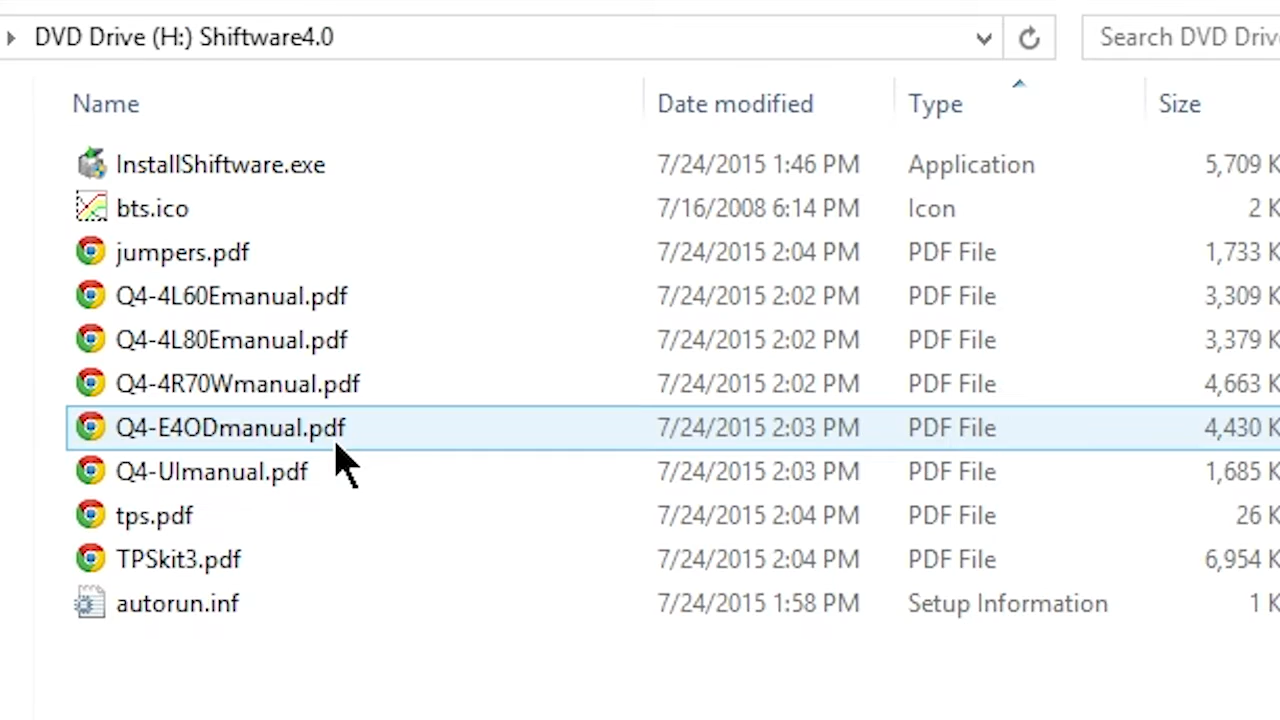 DVD Drive (H:) Shiftware4.0
Search DVD Driv
Name Date modified Type Size
InstallShiftware.exe 7/24/2015 1:46 PM Application 5,709 K
bts.ico 7/16/2008 6:14 PM Icon 2 K
jumpers.pdf 7/24/2015 2:04 PM PDF File 1,733 K
Q4-4L60Emanual.pdf 7/24/2015 2:02 PM PDF File 3,309 K
Q4-4L80Emanual.pdf 7/24/2015 2:02 PM PDF File 3,379 K
Q4-4R70Wmanual.pdf 7/24/2015 2:02 PM PDF File 4,663 K
Q4-E4ODmanual.pdf 7/24/2015 2:03 PM PDF File 4,430 K
Q4-UImanual.pdf 7/24/2015 2:03 PM PDF File 1,685 K
tps.pdf 7/24/2015 2:04 PM PDF File 26 K
TPSkit3.pdf 7/24/2015 2:04 PM PDF File 6,954 K
autorun.inf 7/24/2015 1:58 PM Setup Information 1 K